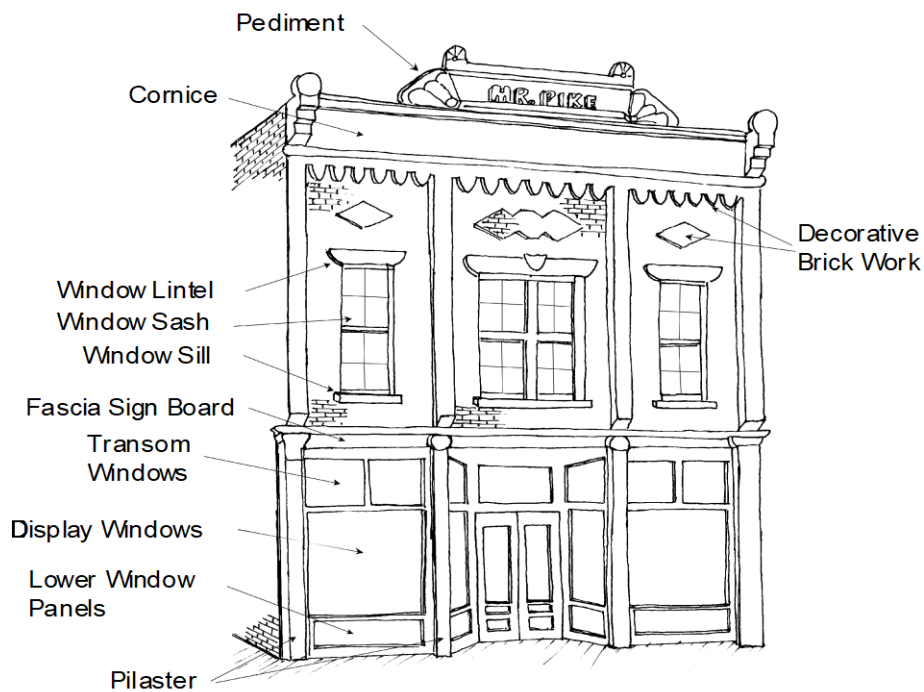 Pediment
Cornice
MR. PIKE
Decorative
Brick Work
Window Lintel
Window Sash
Window Sill
Fascia Sign Board
Transom
Windows
Display Windows
Lower Window
Panels
Pilaster